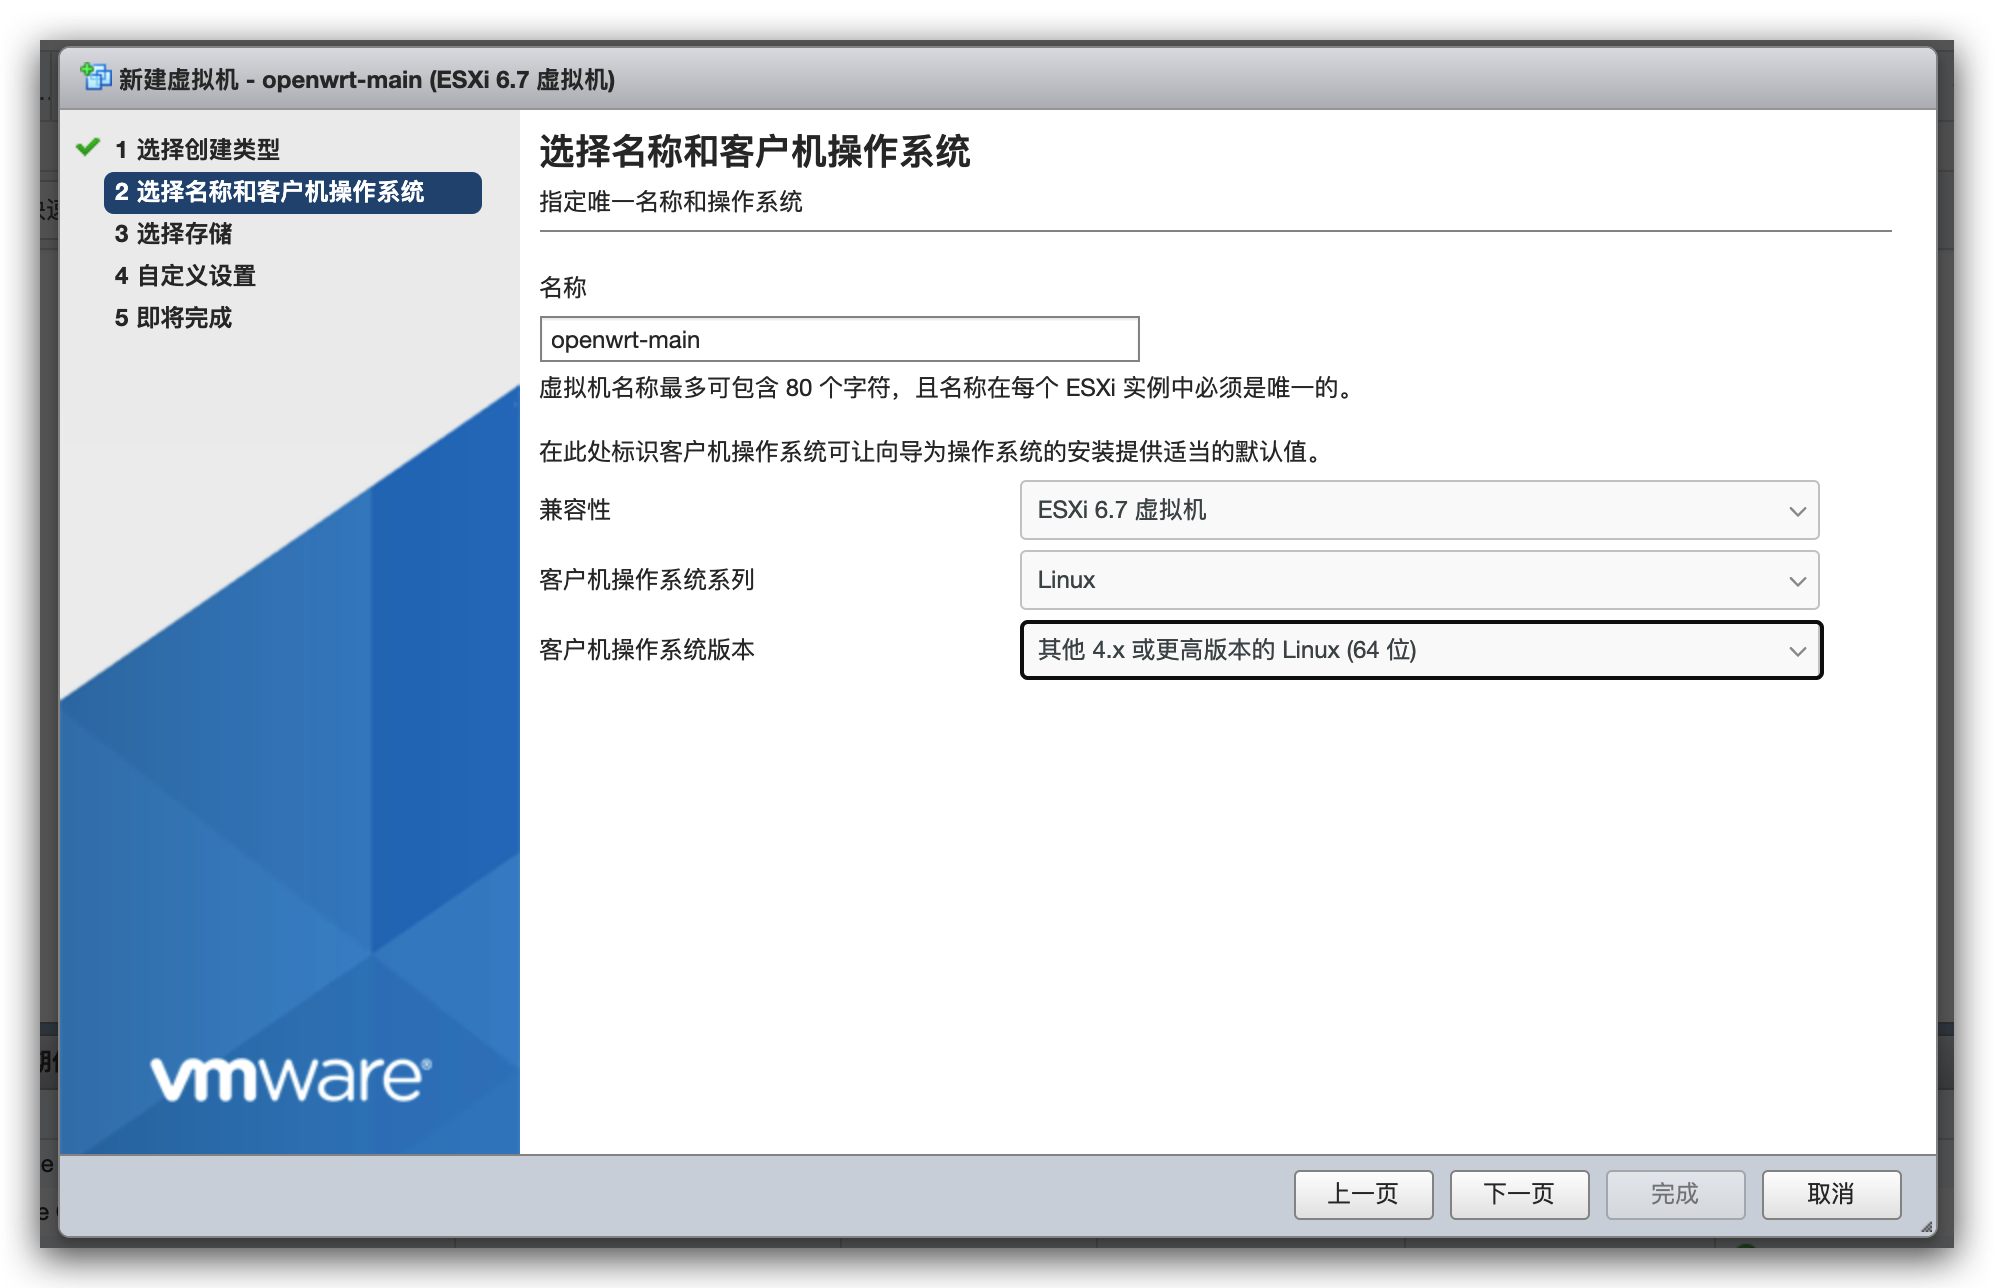 新建虚拟机 - openwrt-main (ESXi 6.7 虚拟机)
1 选择创建类型
2 选择名称和客户机操作系统
3 选择存储
4 自定义设置
5 即将完成
vmware®
选择名称和客户机操作系统
指定唯一名称和操作系统
名称
openwrt-main
虚拟机名称最多可包含 80 个字符，且名称在每个 ESXi 实例中必须是唯一的。
在此处标识客户机操作系统可让向导为操作系统的安装提供适当的默认值。
兼容性
ESXi 6.7 虚拟机
客户机操作系统系列
Linux
客户机操作系统版本
其他 4.x 或更高版本的 Linux (64 位)
上一页
下一页
完成
取消